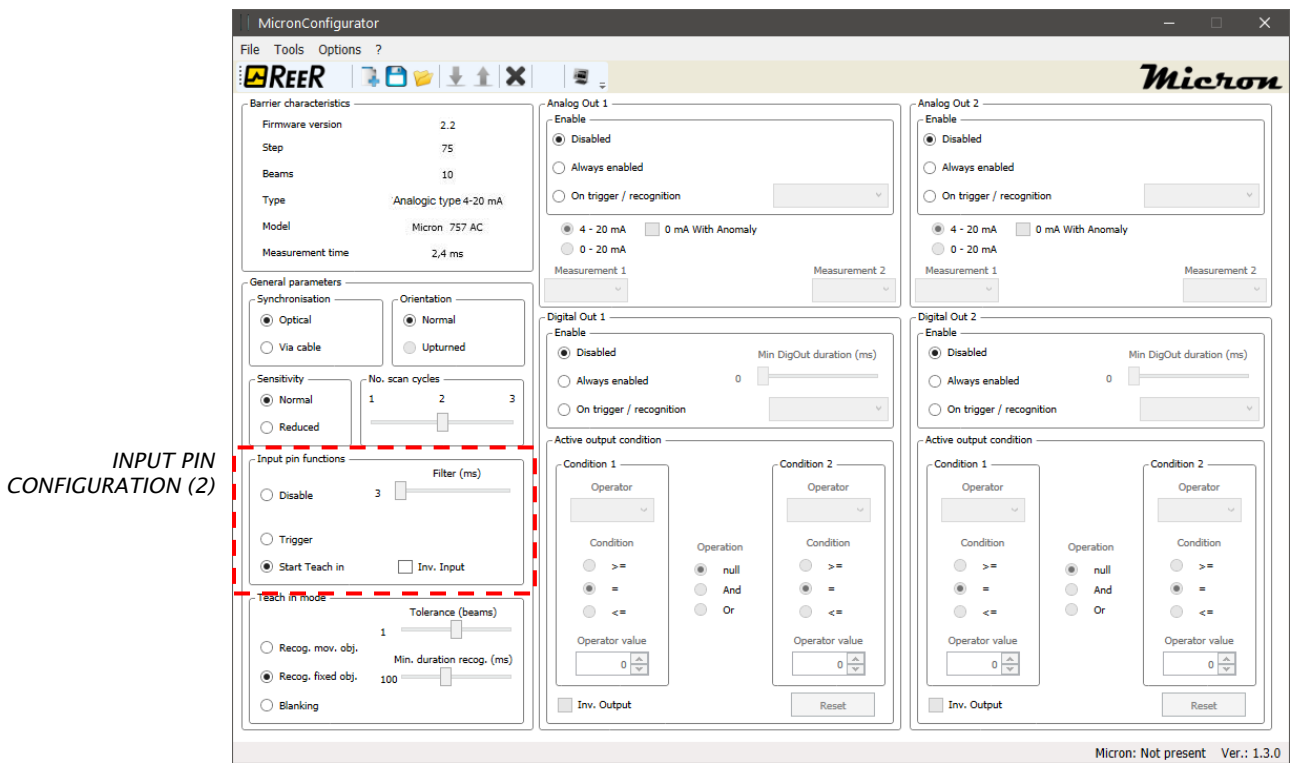 MicronConfigurator
File Tools Options ?
REER
Micron
Barrier characteristics
Firmware version 2.2
Step 75
Beams 10
Type Analogic type 4-20 mA
Model Micron 757 AC
Measurement time 2,4 ms
General parameters
Synchronisation
Optical
Via cable
Orientation
Normal
Upturned
Sensitivity
Normal
Reduced
No. scan cycles
1 2 3
INPUT PIN
CONFIGURATION (2)
Input pin functions
Filter (ms)
Disable 3
Trigger
Start Teach in Inv. Input
Teach in mode
Tolerance (beams)
1
Recog. mov. obj.
Min. duration recog. (ms)
Recog. fixed obj. 100
Blanking
Analog Out 1
Enable
Disabled
Always enabled
On trigger / recognition
4 - 20 mA 0 mA With Anomaly
0 - 20 mA
Measurement 1 Measurement 2
Digital Out 1
Enable
Disabled Min DigOut duration (ms)
Always enabled 0
On trigger / recognition
Active output condition
Condition 1
Operator
Condition
>=
=
<=
Operator value
0
Operation
null
And
Or
Condition 2
Operator
Condition
>=
=
<=
Operator value
0
Inv. Output Reset
Analog Out 2
Enable
Disabled
Always enabled
On trigger / recognition
4 - 20 mA 0 mA With Anomaly
0 - 20 mA
Measurement 1 Measurement 2
Digital Out 2
Enable
Disabled Min DigOut duration (ms)
Always enabled 0
On trigger / recognition
Active output condition
Condition 1
Operator
Condition
>=
=
<=
Operator value
0
Operation
null
And
Or
Condition 2
Operator
Condition
>=
=
<=
Operator value
0
Inv. Output Reset
Micron: Not present Ver.: 1.3.0